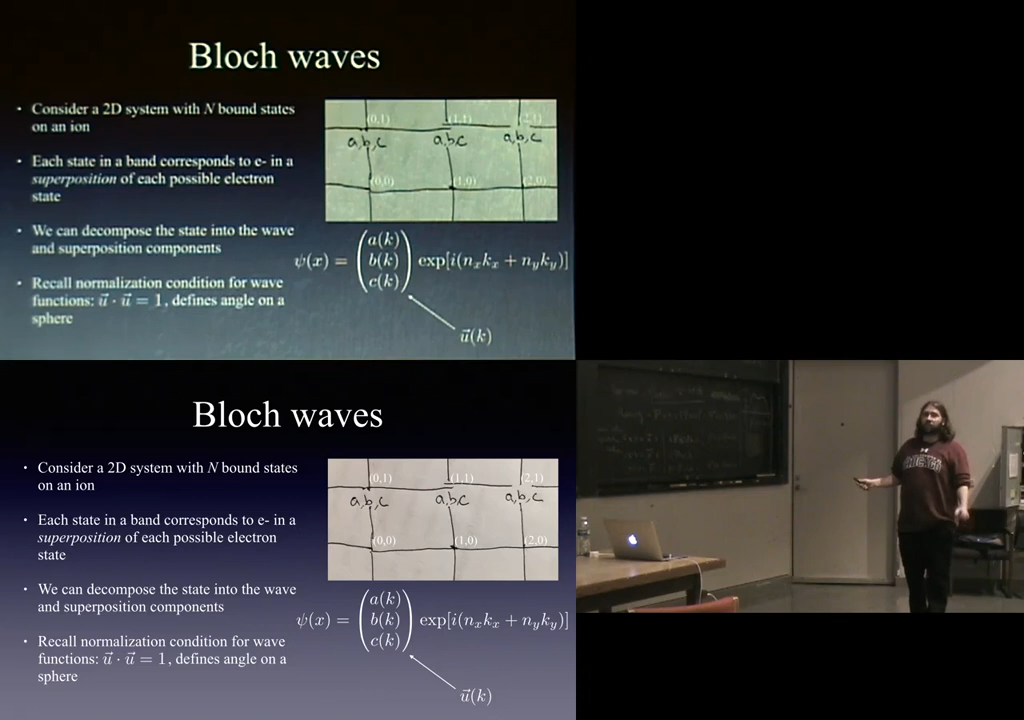 Bloch waves
• Consider a 2D system with N bound states
on an ion
• Each state in a band corresponds to e- in a
superposition of each possible electron
state
• We can decompose the state into the wave
and superposition components
• Recall normalization condition for wave
functions: u⃗ · u⃗ = 1, defines angle on a
sphere
(0,1) (1,1) (2,1)
a,b,c a,b,c a,b,c
(0,0) (1,0) (2,0)
ψ(x) = (a(k) b(k) c(k)) exp[i(nₓkₓ + n_yk_y)]
u⃗(k)
Bloch waves
• Consider a 2D system with N bound states
on an ion
• Each state in a band corresponds to e- in a
superposition of each possible electron
state
• We can decompose the state into the wave
and superposition components
• Recall normalization condition for wave
functions: u⃗ · u⃗ = 1, defines angle on a
sphere
(0,1) (1,1) (2,1)
a,b,c a,b,c a,b,c
(0,0) (1,0) (2,0)
ψ(x) = (a(k) b(k) c(k)) exp[i(nₓkₓ + n_yk_y)]
u⃗(k)